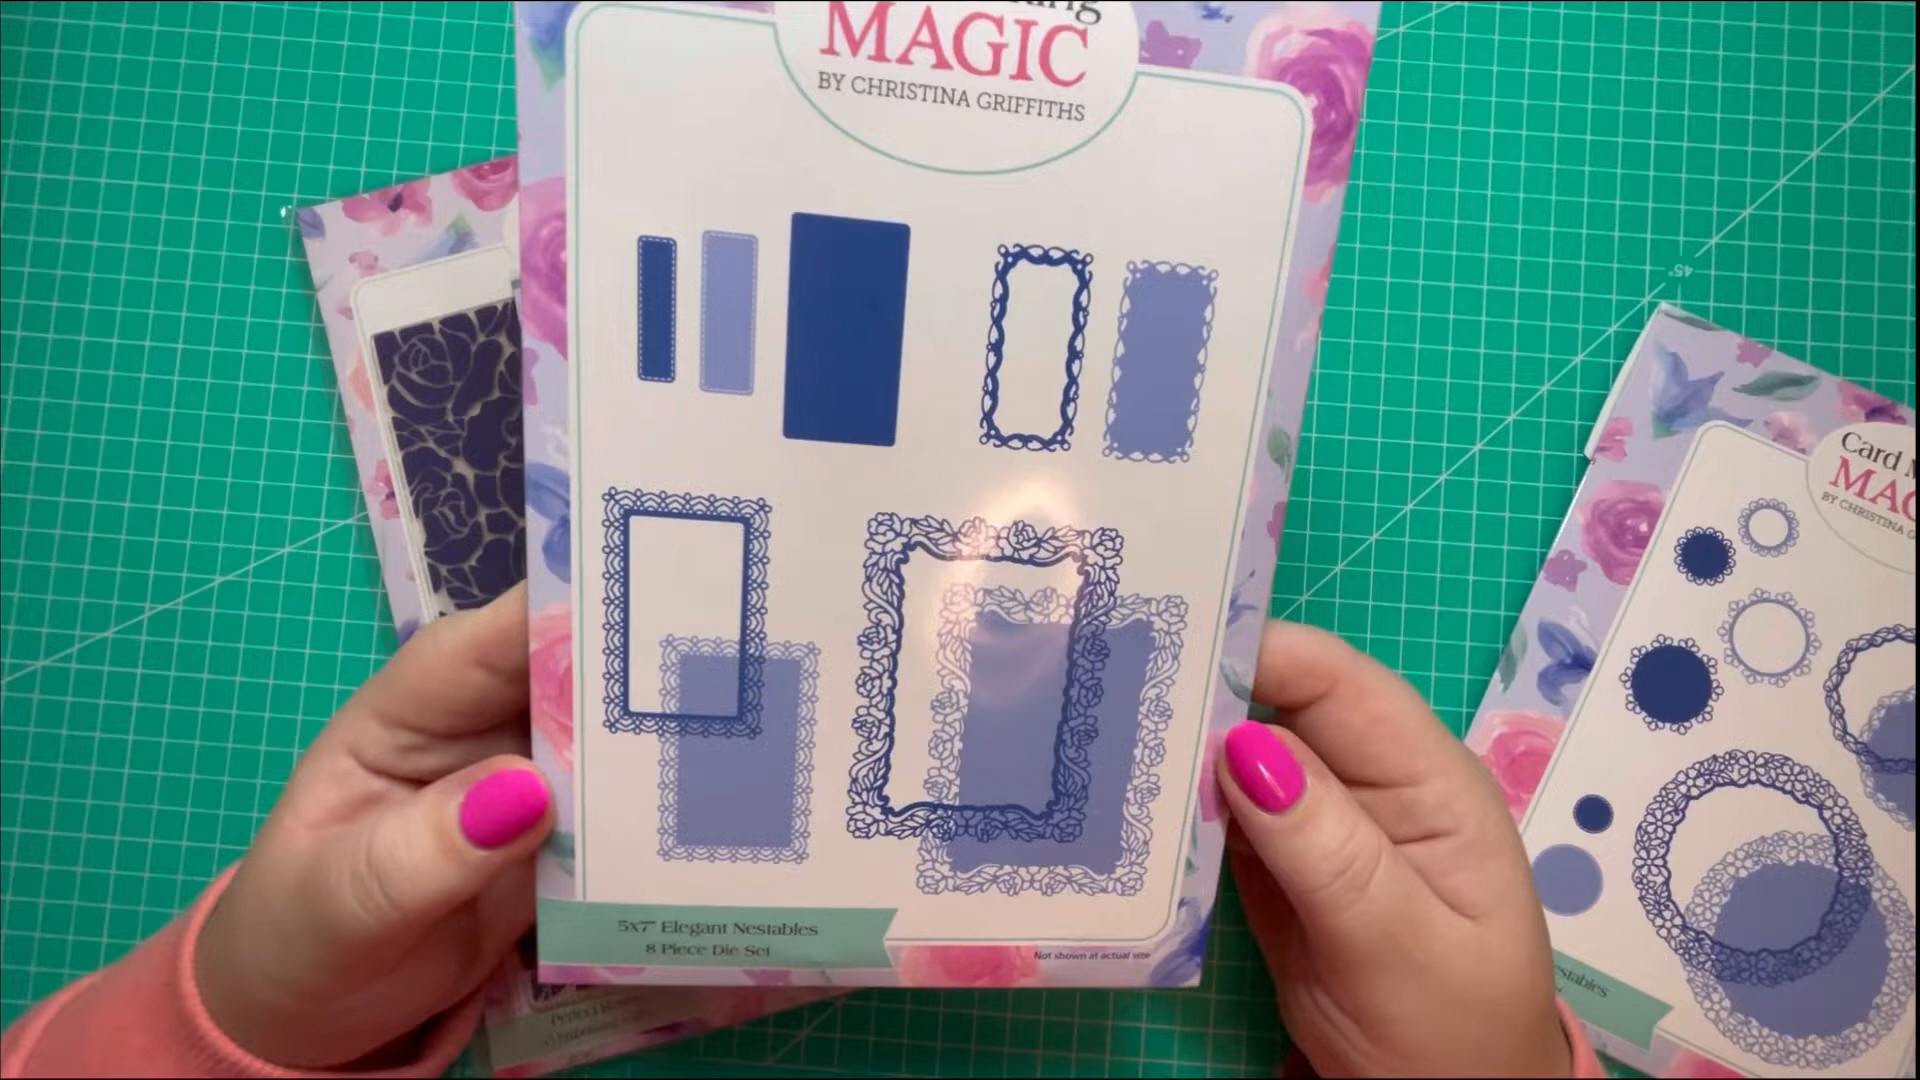 MAGIC
BY CHRISTINA GRIFFITHS
5x7" Elegant Nestables
8 Piece Die Set
Not shown at actual size
45°
Card
MAG
BY CHRISTINA G